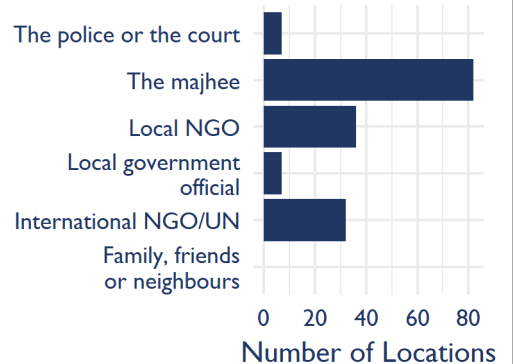 The police or the court
The majhee
Local NGO
Local government
official
International NGO/UN
Family, friends
or neighbours
0 20 40 60 80
Number of Locations